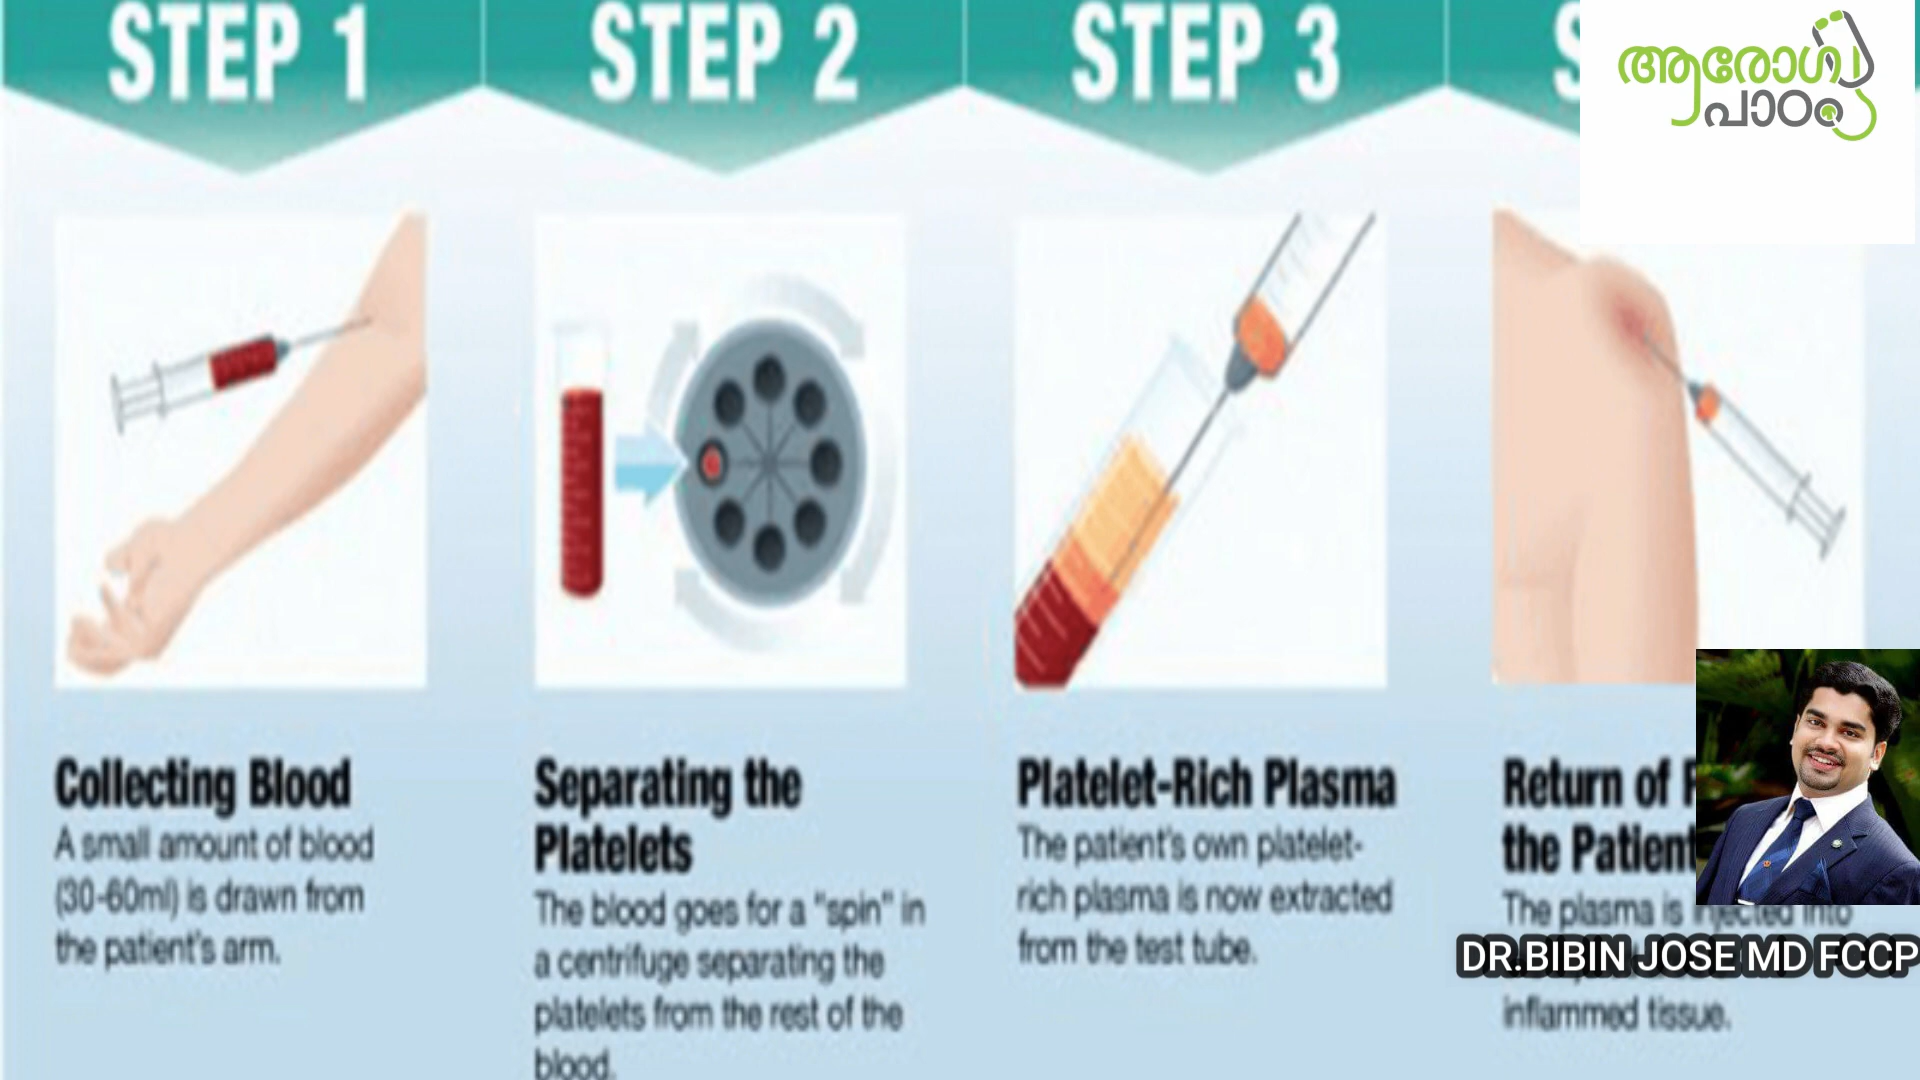 STEP 1
STEP 2
STEP 3
ആരോഗ്യ
പാഠം
Collecting Blood
A small amount of blood
(30-60ml) is drawn from
the patient's arm.
Separating the
Platelets
The blood goes for a "spin" in
a centrifuge separating the
platelets from the rest of the
blood.
Platelet-Rich Plasma
The patient's own platelet-
rich plasma is now extracted
from the test tube.
Return of
the Patient
The plasma is injected into
inflammed tissue.
DR.BIBIN JOSE MD FCCP